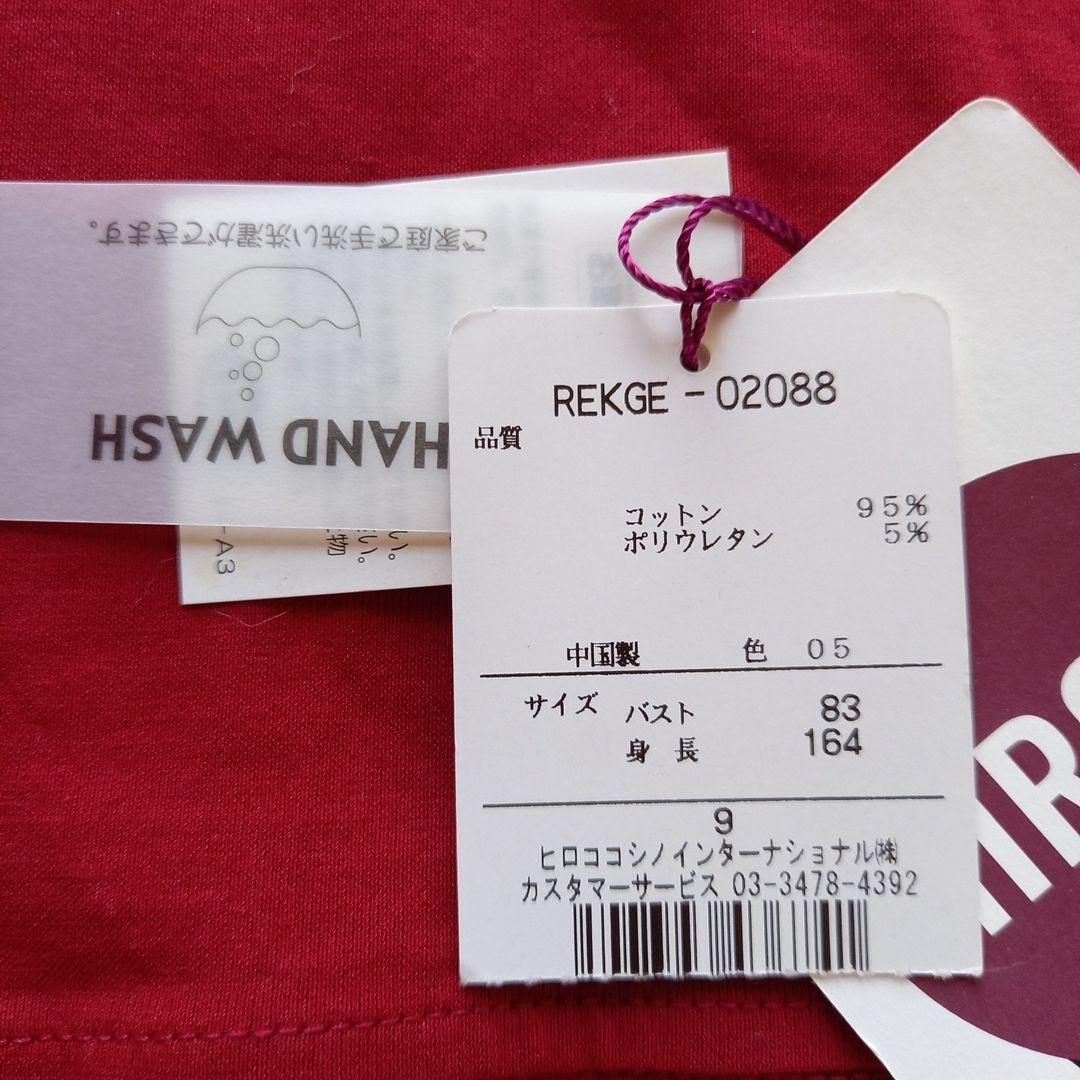 ご家庭で手洗い洗濯ができます。
HAND WASH
-A3
い。
物
REKGE-02088
品質
コットン 95%
ポリウレタン 5%
中国製 色 05
サイズ バスト 83
身長 164
9
ヒロココシノインターナショナル㈱
カスタマーサービス 03-3478-4392